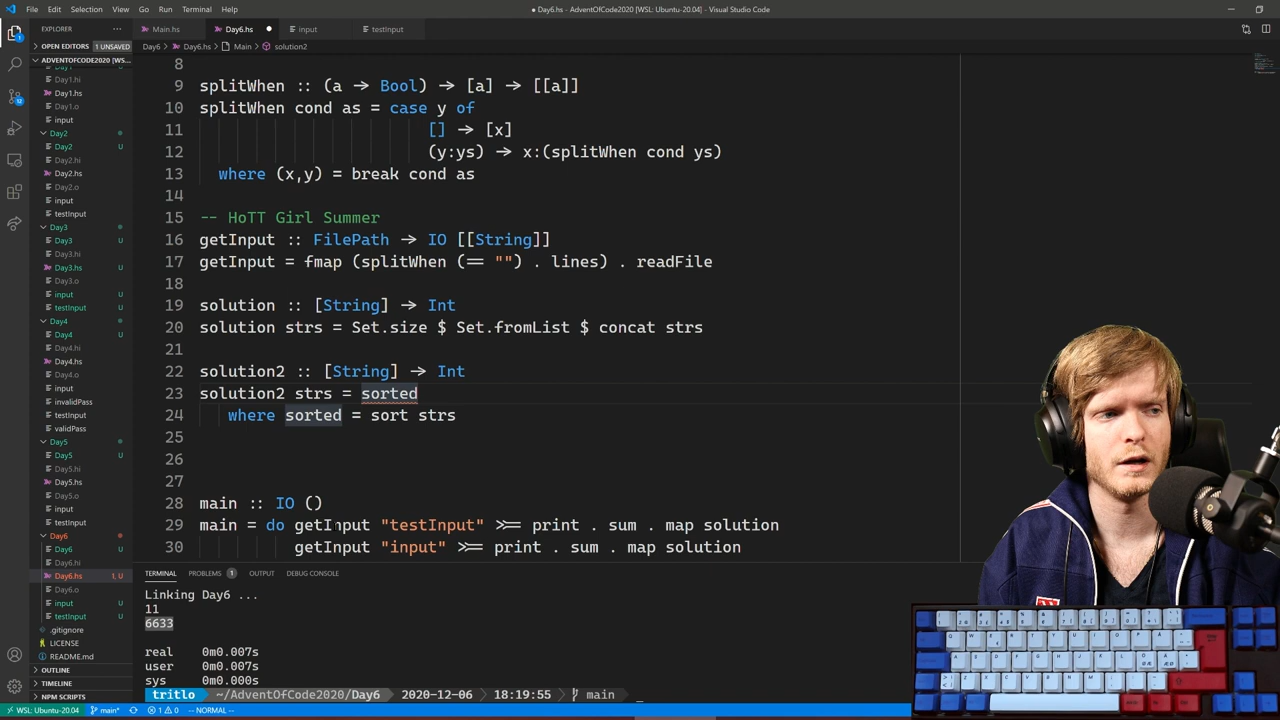 File Edit Selection View Go Run Terminal Help
● Day6.hs - AdventOfCode2020 [WSL: Ubuntu-20.04] - Visual Studio Code
EXPLORER
Main.hs Day6.hs input testInput
OPEN EDITORS 1 UNSAVED
Day6 > Day6.hs > Main > solution2
ADVENTOFCODE2020 [WS...
Day1.hi
Day1.hs
Day1.o
input
Day2
Day2 U
Day2.hi
Day2.hs
Day2.o
input
testInput
Day3
Day3 U
Day3.hi
Day3.hs U
Day3.o
input U
testInput U
Day4
Day4 U
Day4.hi
Day4.hs
Day4.o
input
invalidPass
testInput
validPass
Day5
Day5 U
Day5.hi
Day5.hs
Day5.o
input
testInput
Day6
Day6 U
Day6.hi
Day6.hs 1, U
Day6.o
input U
testInput U
.gitignore
LICENSE
README.md
OUTLINE
TIMELINE
NPM SCRIPTS
8
9 splitWhen :: (a → Bool) → [a] → [[a]]
10 splitWhen cond as = case y of
11 [] → [x]
12 (y:ys) → x:(splitWhen cond ys)
13 where (x,y) = break cond as
14
15 -- HoTT Girl Summer
16 getInput :: FilePath → IO [[String]]
17 getInput = fmap (splitWhen (== "") . lines) . readFile
18
19 solution :: [String] → Int
20 solution strs = Set.size $ Set.fromList $ concat strs
21
22 solution2 :: [String] → Int
23 solution2 strs = sorted
24 where sorted = sort strs
25
26
27
28 main :: IO ()
29 main = do getInput "testInput" >>= print . sum . map solution
30 getInput "input" >>= print . sum . map solution
TERMINAL PROBLEMS 1 OUTPUT DEBUG CONSOLE
Linking Day6 ...
11
6633
real 0m0.007s
user 0m0.007s
sys 0m0.000s
tritlo ~/AdventOfCode2020/Day6 2020-12-06 18:19:55 main
WSL: Ubuntu-20.04 main* 1 0 -- NORMAL --